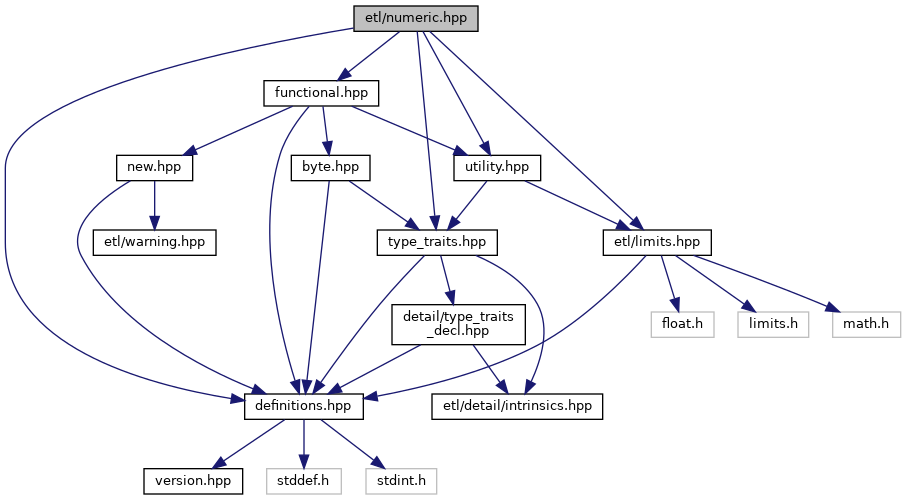 etl/numeric.hpp
functional.hpp
new.hpp
byte.hpp
utility.hpp
etl/warning.hpp
type_traits.hpp
etl/limits.hpp
detail/type_traits
_decl.hpp
float.h
limits.h
math.h
definitions.hpp
etl/detail/intrinsics.hpp
version.hpp
stddef.h
stdint.h